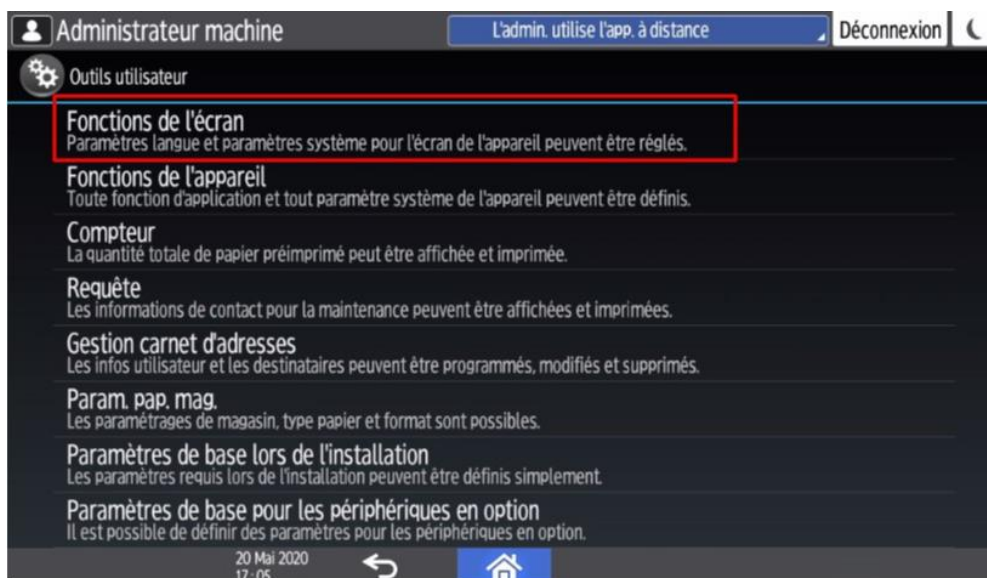 Administrateur machine
L'admin. utilise l'app. à distance
Déconnexion
Outils utilisateur
Fonctions de l'écran
Paramètres langue et paramètres système pour l'écran de l'appareil peuvent être réglés.
Fonctions de l'appareil
Toute fonction d'application et tout paramètre système de l'appareil peuvent être définis.
Compteur
La quantité totale de papier préimprimé peut être affichée et imprimée.
Requête
Les informations de contact pour la maintenance peuvent être affichées et imprimées.
Gestion carnet d'adresses
Les infos utilisateur et les destinataires peuvent être programmés, modifiés et supprimés.
Param. pap. mag.
Les paramétrages de magasin, type papier et format sont possibles.
Paramètres de base lors de l'installation
Les paramètres requis lors de l'installation peuvent être définis simplement.
Paramètres de base pour les périphériques en option
Il est possible de définir des paramètres pour les périphériques en option.
20 Mai 2020
17:05